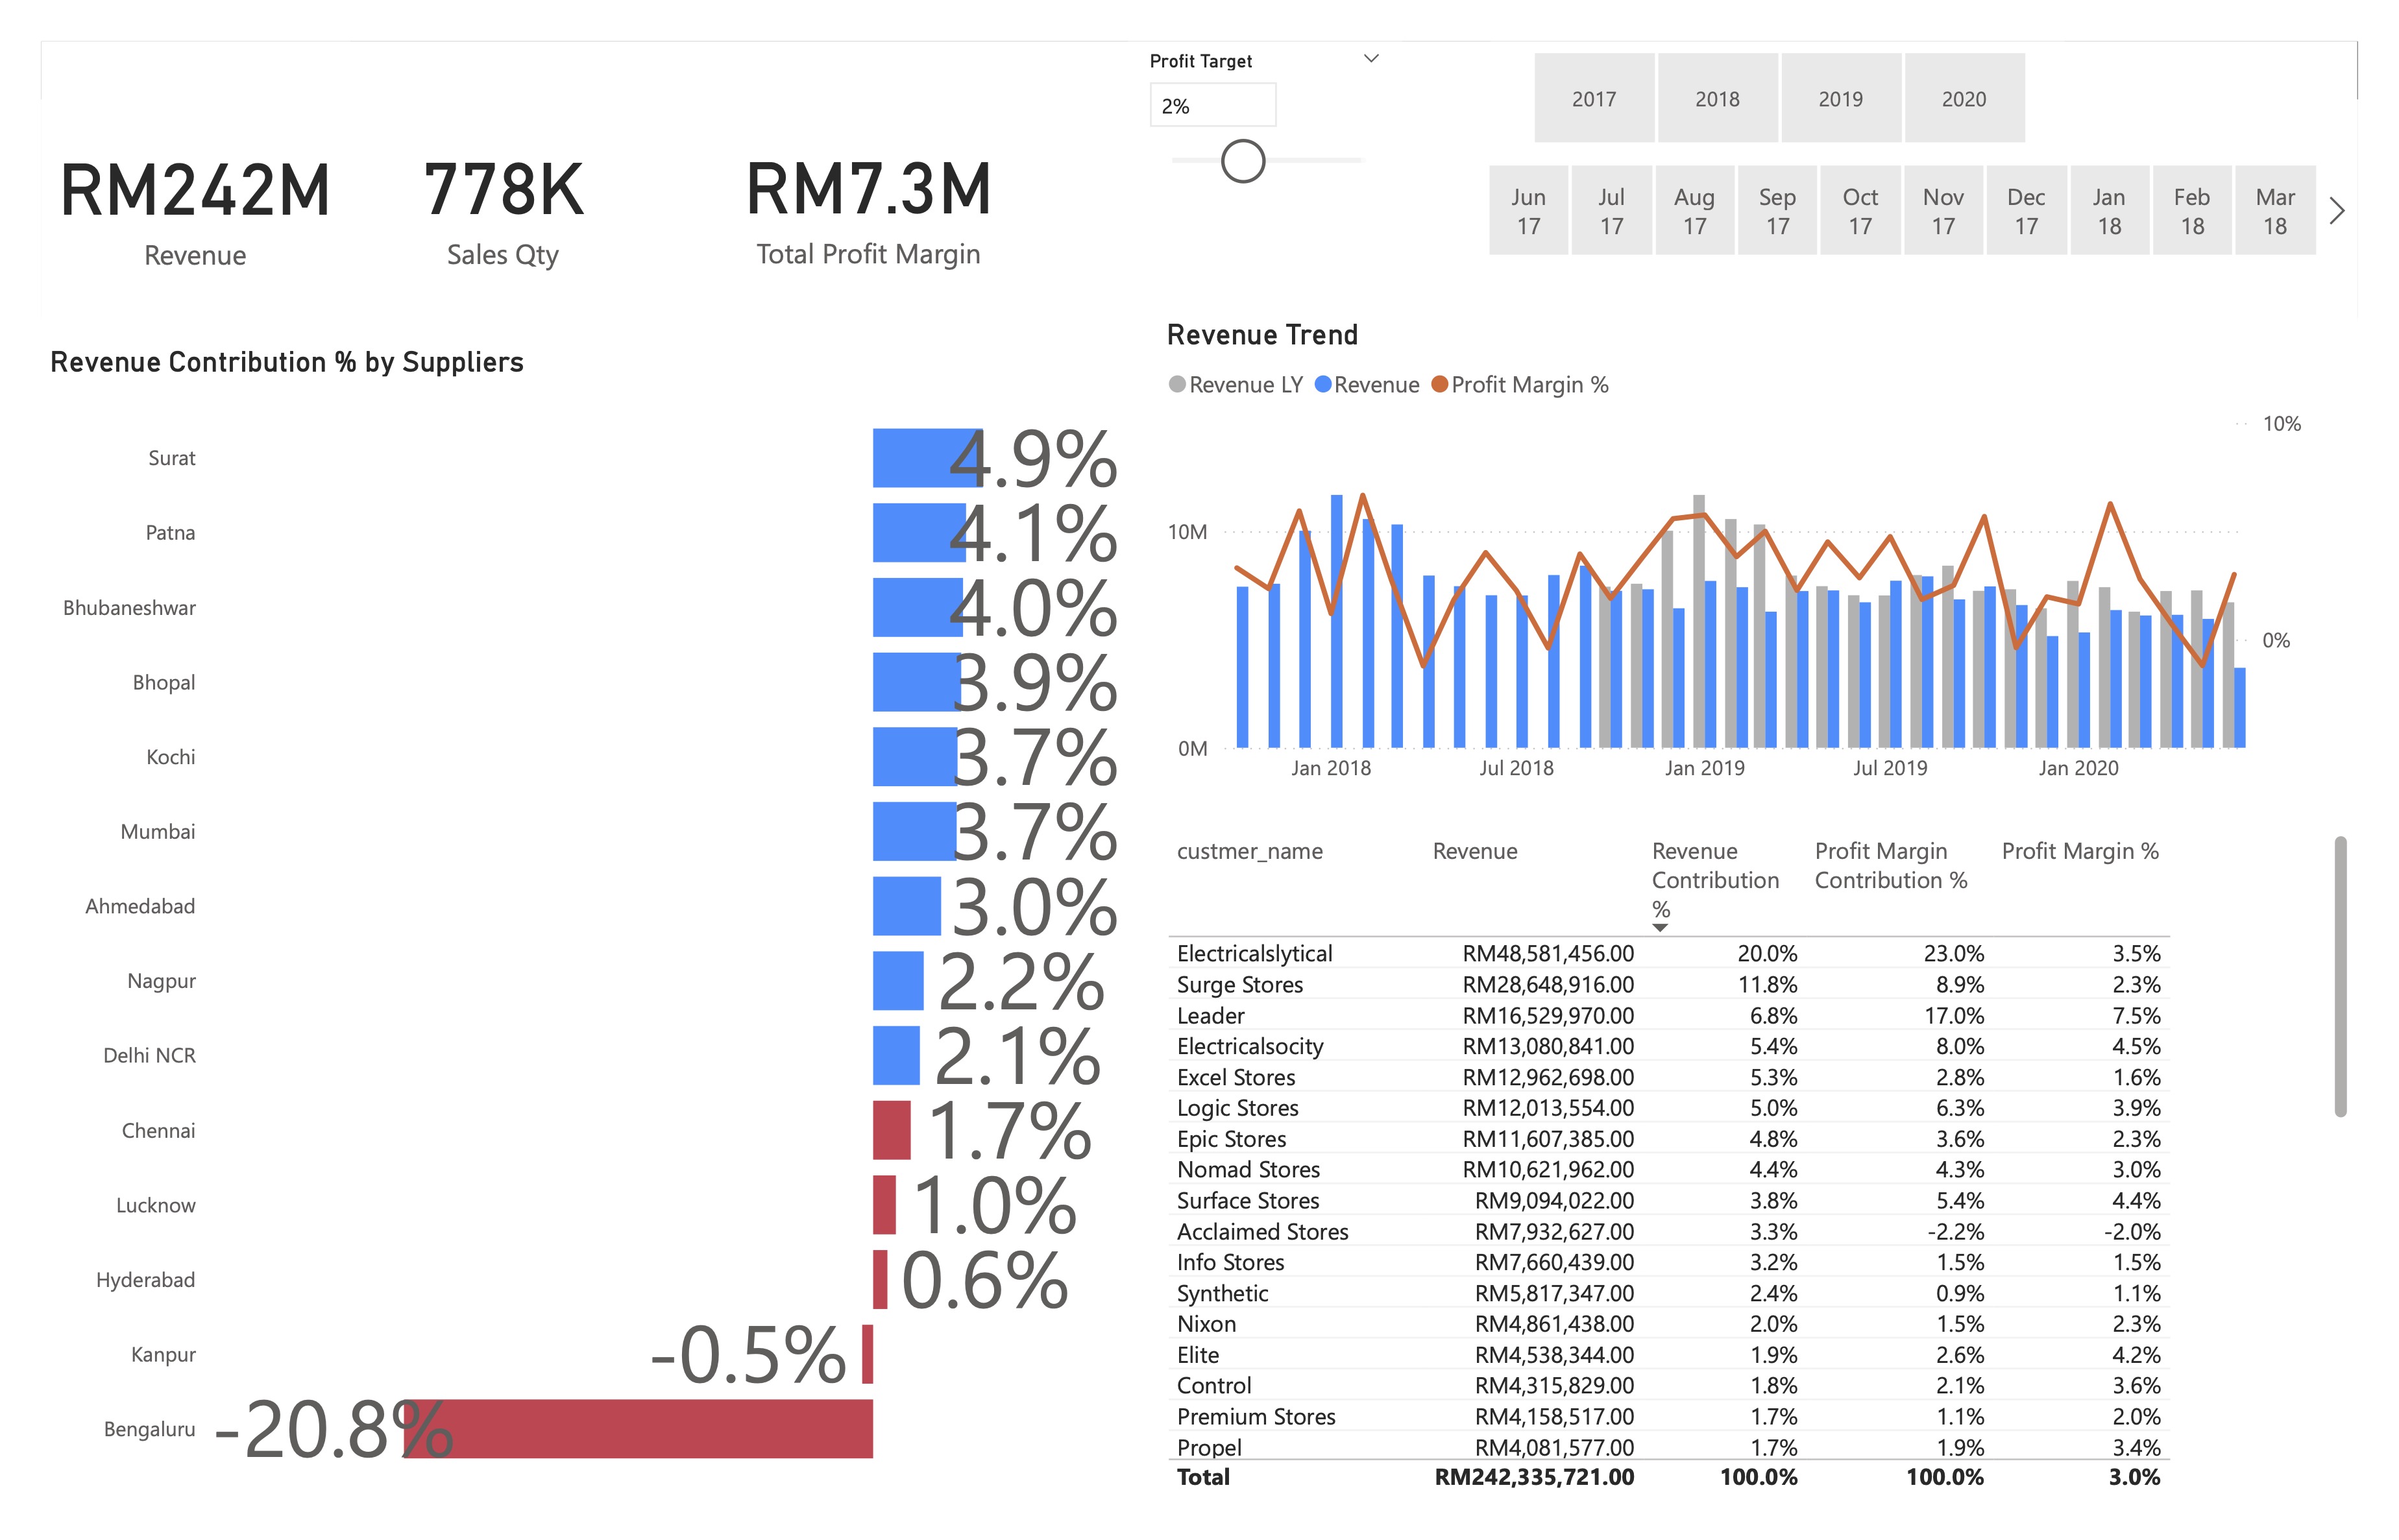 Profit Target
2%
2017 2018 2019 2020
Jun 17 Jul 17 Aug 17 Sep 17 Oct 17 Nov 17 Dec 17 Jan 18 Feb 18 Mar 18
RM242M
Revenue
778K
Sales Qty
RM7.3M
Total Profit Margin
Revenue Contribution % by Suppliers
Surat 4.9%
Patna 4.1%
Bhubaneshwar 4.0%
Bhopal 3.9%
Kochi 3.7%
Mumbai 3.7%
Ahmedabad 3.0%
Nagpur 2.2%
Delhi NCR 2.1%
Chennai 1.7%
Lucknow 1.0%
Hyderabad 0.6%
Kanpur -0.5%
Bengaluru -20.8%
Revenue Trend
Revenue LY Revenue Profit Margin %
10%
10M
0%
0M
Jan 2018 Jul 2018 Jan 2019 Jul 2019 Jan 2020
custmer_name Revenue Revenue Contribution % Profit Margin Contribution % Profit Margin %
Electricalslytical RM48,581,456.00 20.0% 23.0% 3.5%
Surge Stores RM28,648,916.00 11.8% 8.9% 2.3%
Leader RM16,529,970.00 6.8% 17.0% 7.5%
Electricalsocity RM13,080,841.00 5.4% 8.0% 4.5%
Excel Stores RM12,962,698.00 5.3% 2.8% 1.6%
Logic Stores RM12,013,554.00 5.0% 6.3% 3.9%
Epic Stores RM11,607,385.00 4.8% 3.6% 2.3%
Nomad Stores RM10,621,962.00 4.4% 4.3% 3.0%
Surface Stores RM9,094,022.00 3.8% 5.4% 4.4%
Acclaimed Stores RM7,932,627.00 3.3% -2.2% -2.0%
Info Stores RM7,660,439.00 3.2% 1.5% 1.5%
Synthetic RM5,817,347.00 2.4% 0.9% 1.1%
Nixon RM4,861,438.00 2.0% 1.5% 2.3%
Elite RM4,538,344.00 1.9% 2.6% 4.2%
Control RM4,315,829.00 1.8% 2.1% 3.6%
Premium Stores RM4,158,517.00 1.7% 1.1% 2.0%
Propel RM4,081,577.00 1.7% 1.9% 3.4%
Total RM242,335,721.00 100.0% 100.0% 3.0%